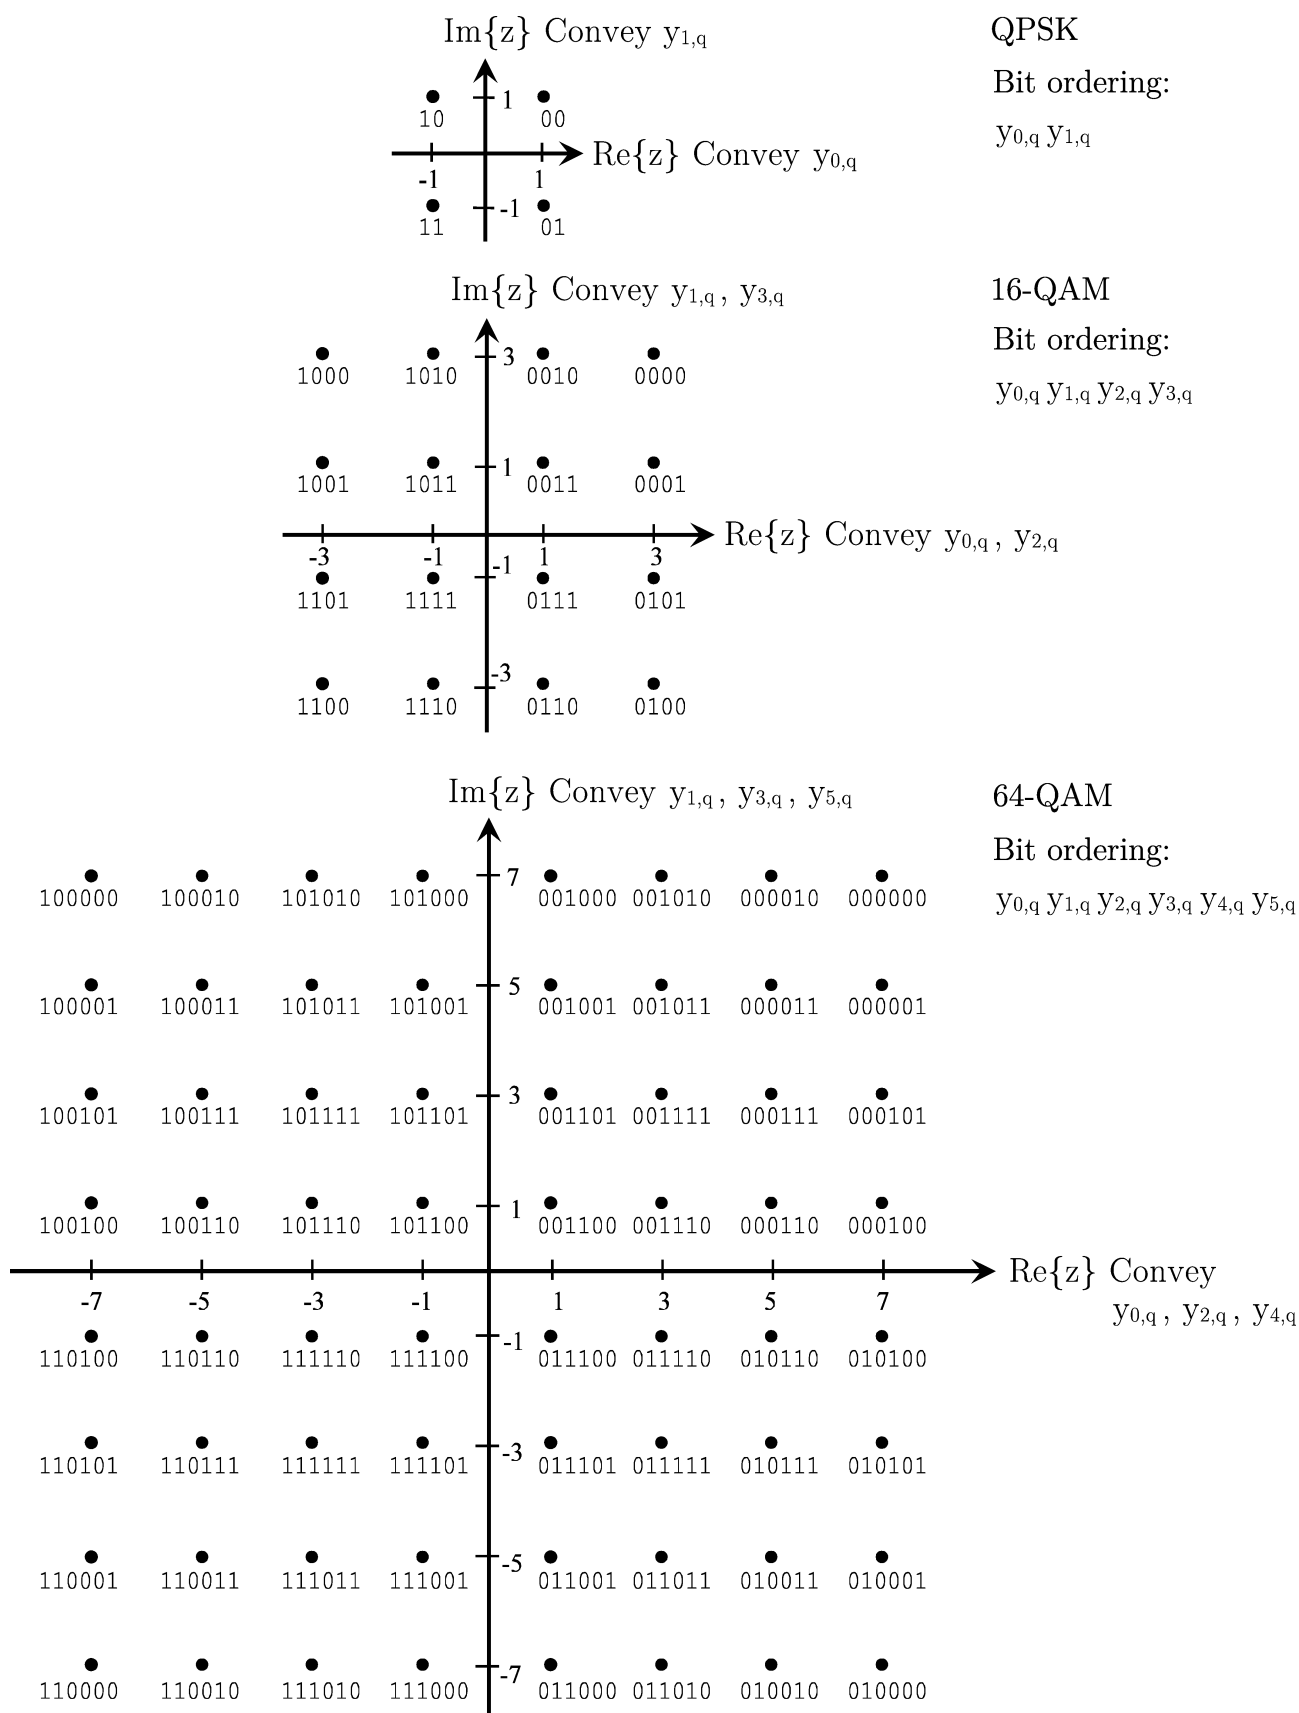 Im{z} Convey y1,q
QPSK
Bit ordering:
y0,q y1,q
1
10 00
Re{z} Convey y0,q
-1 1
-1
11 01
Im{z} Convey y1,q, y3,q
16-QAM
Bit ordering:
y0,q y1,q y2,q y3,q
3
1000 1010 0010 0000
1
1001 1011 0011 0001
Re{z} Convey y0,q, y2,q
-3 -1 1 3
-1
1101 1111 0111 0101
-3
1100 1110 0110 0100
Im{z} Convey y1,q, y3,q, y5,q
64-QAM
Bit ordering:
y0,q y1,q y2,q y3,q y4,q y5,q
7
100000 100010 101010 101000 001000 001010 000010 000000
5
100001 100011 101011 101001 001001 001011 000011 000001
3
100101 100111 101111 101101 001101 001111 000111 000101
1
100100 100110 101110 101100 001100 001110 000110 000100
Re{z} Convey
y0,q, y2,q, y4,q
-7 -5 -3 -1 1 3 5 7
-1
110100 110110 111110 111100 011100 011110 010110 010100
-3
110101 110111 111111 111101 011101 011111 010111 010101
-5
110001 110011 111011 111001 011001 011011 010011 010001
-7
110000 110010 111010 111000 011000 011010 010010 010000